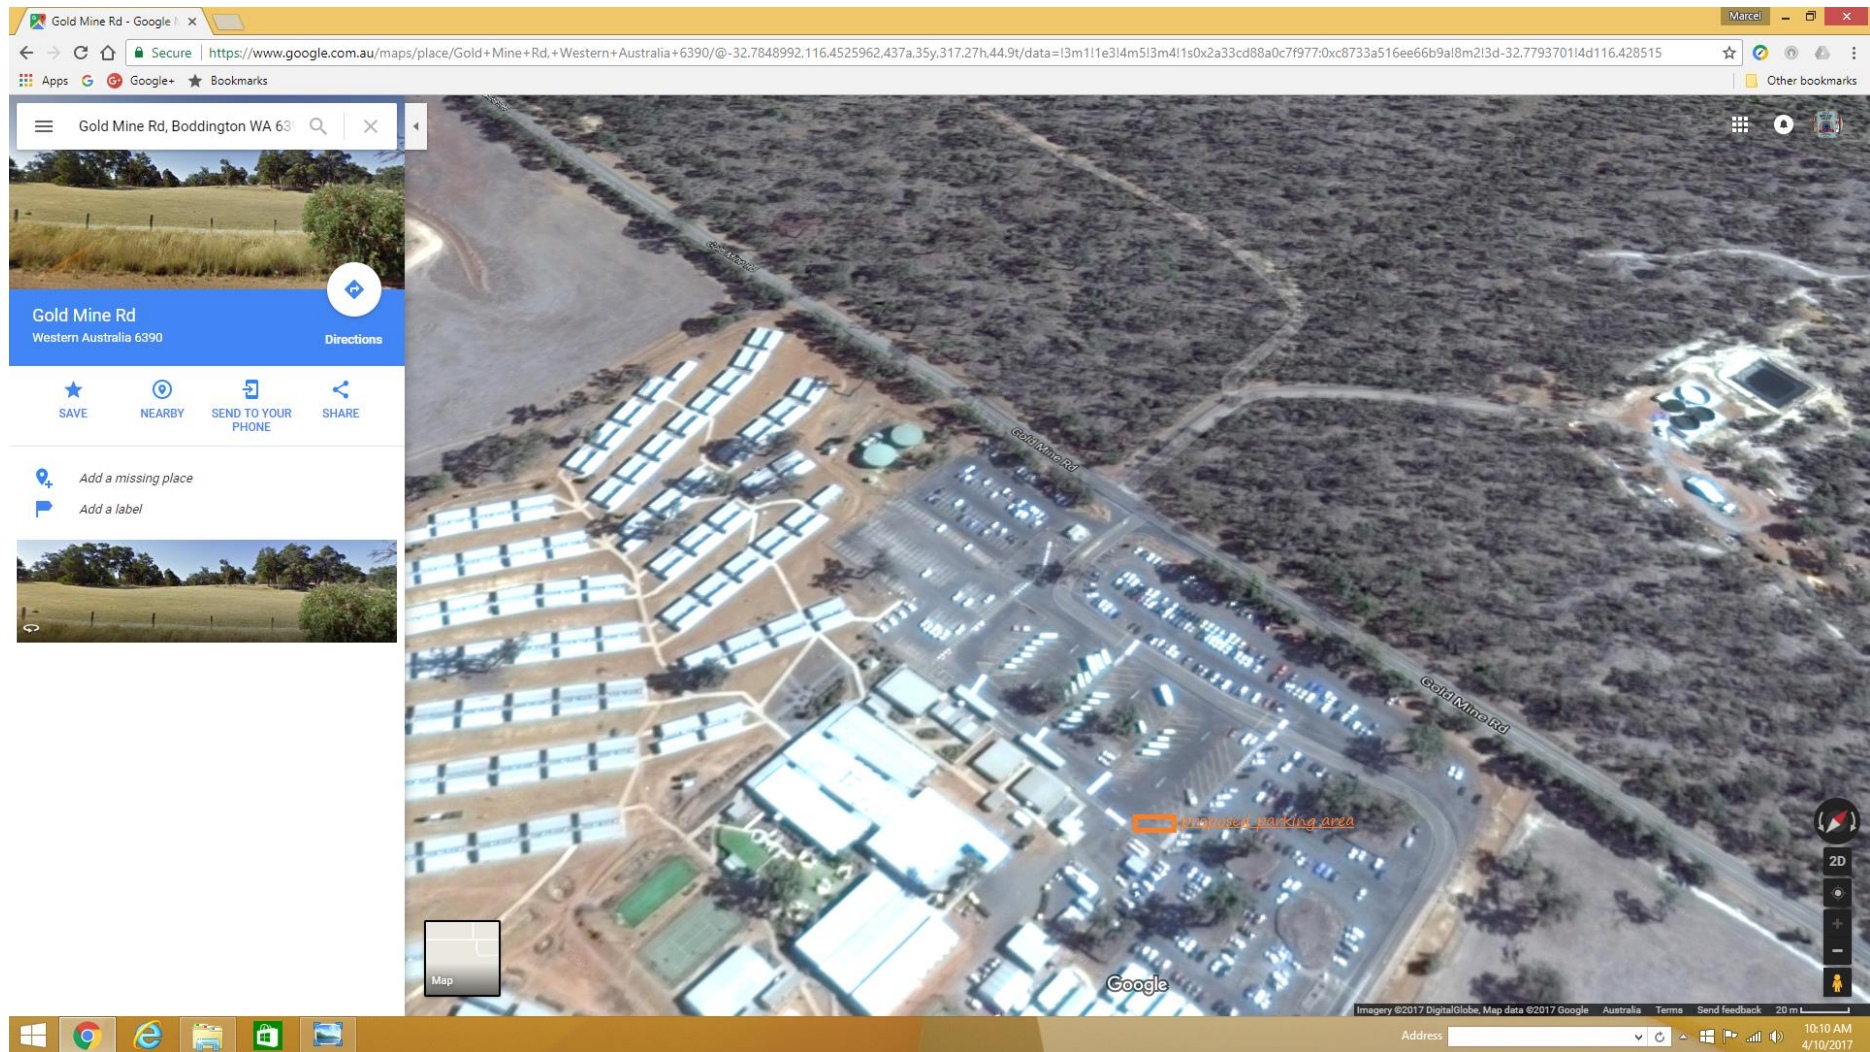 Gold Mine Rd - Google
Marcel
Secure
https://www.google.com.au/maps/place/Gold+Mine+Rd,+Western+Australia+6390/@-32.7848992,116.4525962,437a,35y,317.27h,44.9t/data=!3m1!1e3!4m5!3m4!1s0x2a33cd88a0c7f977:0xc8733a516ee66b9a!8m2!3d-32.7793701!4d116.428515
Apps
Google+
Bookmarks
Other bookmarks
Gold Mine Rd, Boddington WA 63
Gold Mine Rd
Western Australia 6390
Directions
SAVE
NEARBY
SEND TO YOUR
PHONE
SHARE
Add a missing place
Add a label
Gold Mine Rd
Gold Mine Rd
Gold Mine Rd
proposed parking area
2D
Map
Google
Imagery ©2017 DigitalGlobe, Map data ©2017 Google Australia Terms Send feedback 20 m
Address
10:10 AM
4/10/2017